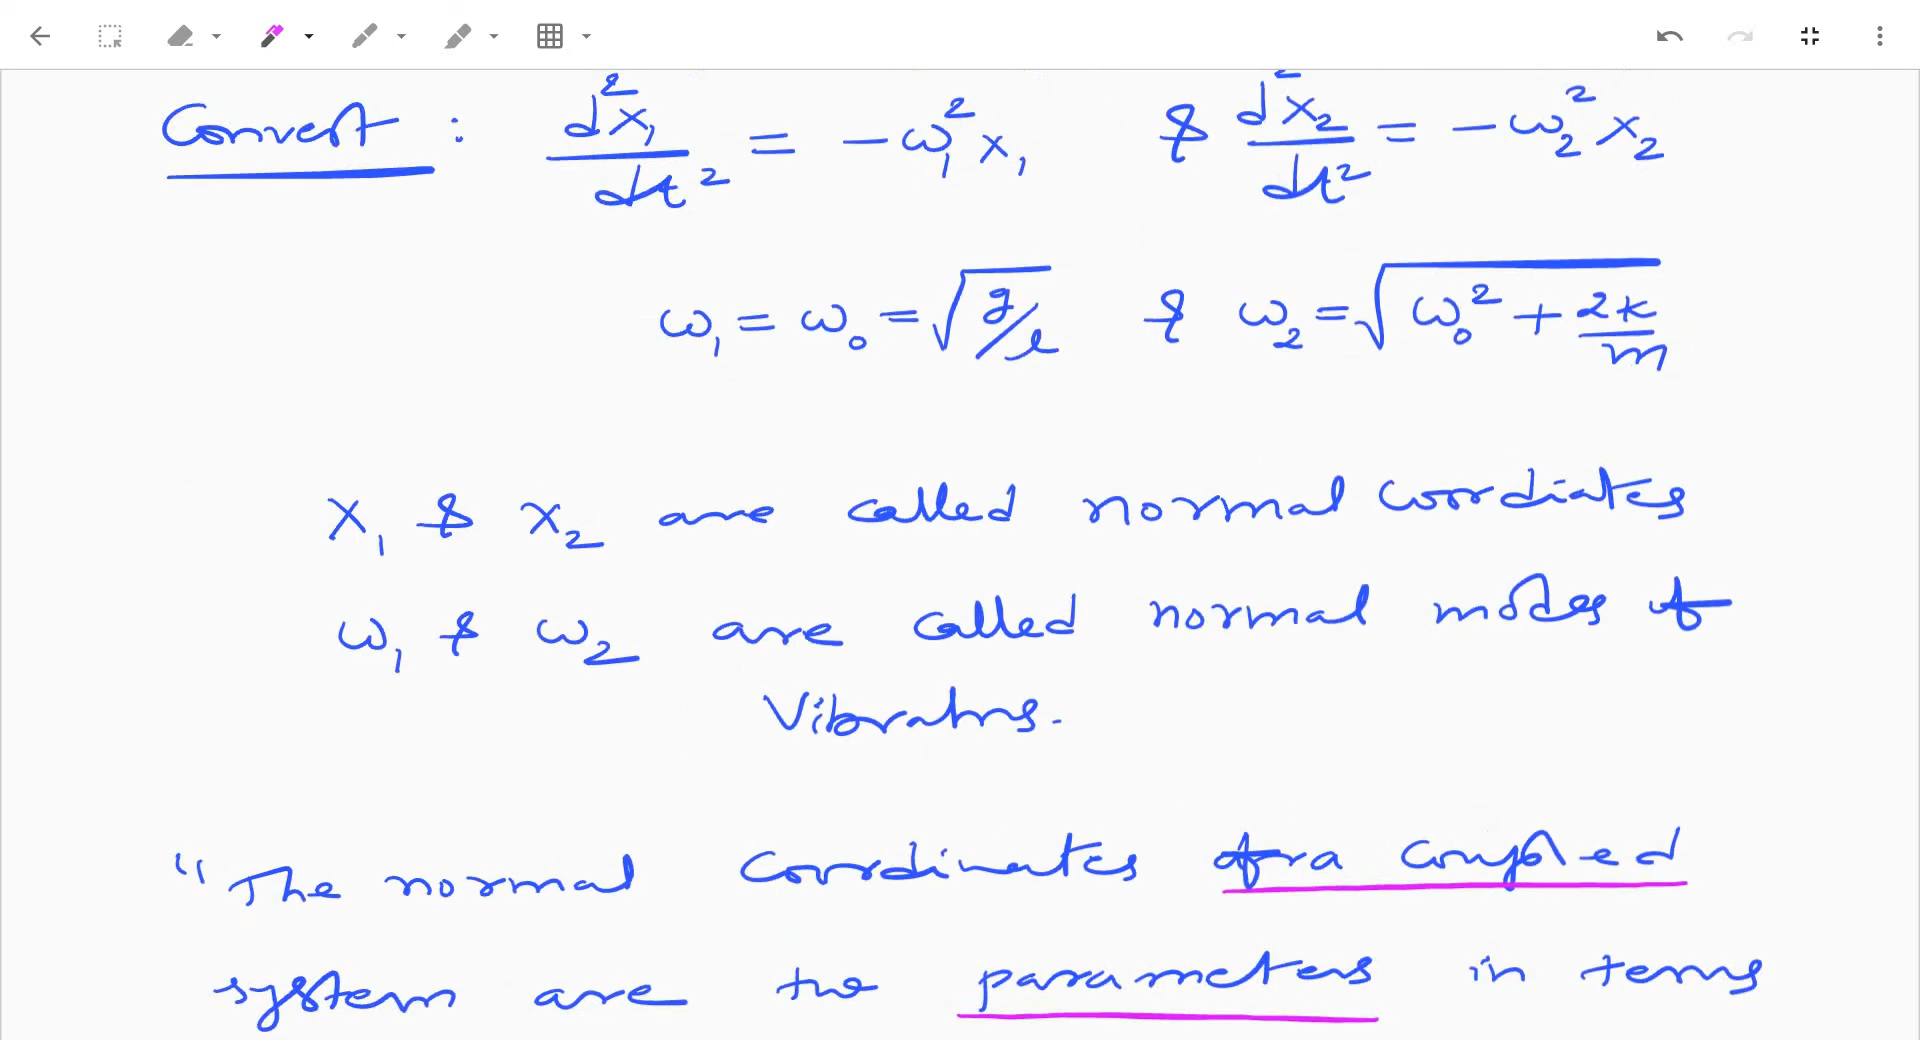 Convert : d²x₁/dt² = -ω₁²x₁ & d²x₂/dt² = -ω₂²x₂
ω₁ = ω₀ = √(g/l) & ω₂ = √(ω₀² + 2k/m)
x₁ & x₂ are called normal coordiates
ω₁ & ω₂ are called normal modes of
Vibrations.
"The normal coordinates of a coupled
system are the parameters in terms